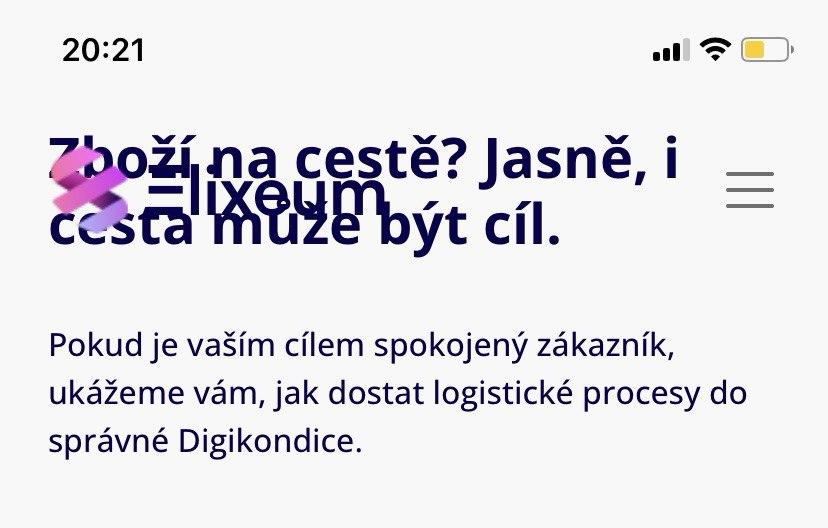 20:21
Zboží na cestě? Jasně, i
Elixeum
cesta může být cíl.
Pokud je vaším cílem spokojený zákazník,
ukážeme vám, jak dostat logistické procesy do
správné Digikondice.